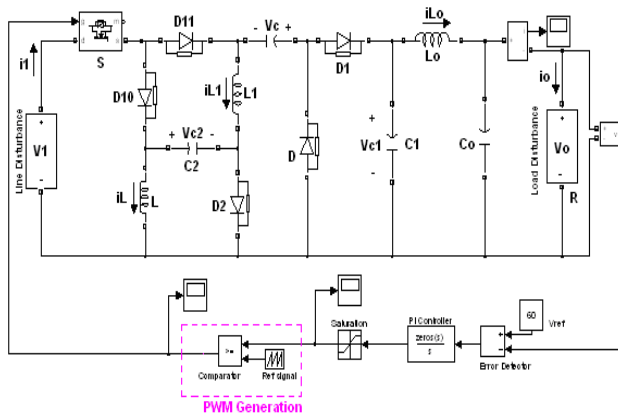 D11
- Vc +
iLo
g m
d s
S
i1
D1
Lo
D10
iL1
L1
io
Line Disturbance
V1
+
-
+ Vc2 -
C2
D
+
Vc1
-
C1
Co
Load Disturbance
+
Vo
-
R
+
-
v
iL
L
D2
Saturation
PI Controller
zeros(s)
s
60
Vref
+
-
Error Detector
>=
Comparator
Ref signal
PWM Generation